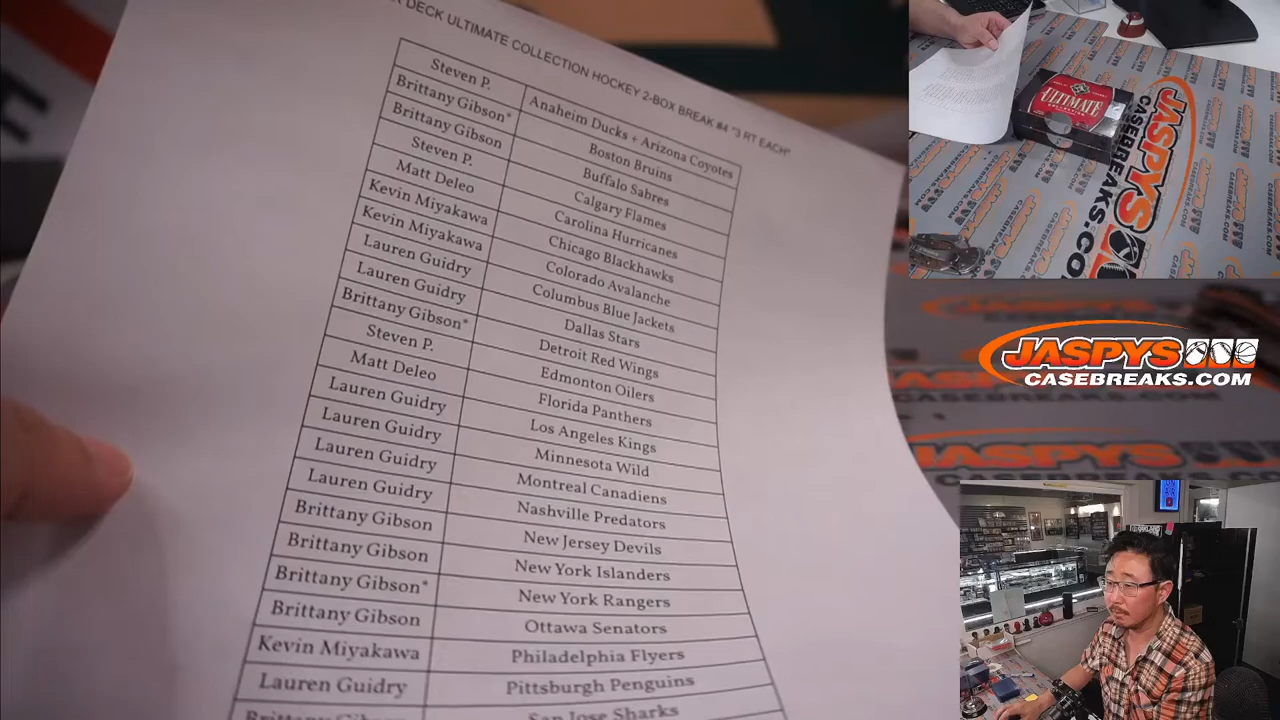 DECK ULTIMATE COLLECTION HOCKEY 2-BOX BREAK #4 "3 RT EACH"
Steven P. Anaheim Ducks + Arizona Coyotes
Brittany Gibson* Boston Bruins
Brittany Gibson Buffalo Sabres
Steven P. Calgary Flames
Matt Deleo Carolina Hurricanes
Kevin Miyakawa Chicago Blackhawks
Kevin Miyakawa Colorado Avalanche
Lauren Guidry Columbus Blue Jackets
Lauren Guidry Dallas Stars
Brittany Gibson* Detroit Red Wings
Steven P. Edmonton Oilers
Matt Deleo Florida Panthers
Lauren Guidry Los Angeles Kings
Lauren Guidry Minnesota Wild
Lauren Guidry Montreal Canadiens
Lauren Guidry Nashville Predators
Brittany Gibson New Jersey Devils
Brittany Gibson New York Islanders
Brittany Gibson* New York Rangers
Brittany Gibson Ottawa Senators
Kevin Miyakawa Philadelphia Flyers
Lauren Guidry Pittsburgh Penguins
Brittany Gibson San Jose Sharks
ULTIMATE
JASPYS
CASEBREAKS.COM
JASPYS
CASEBREAKS.COM